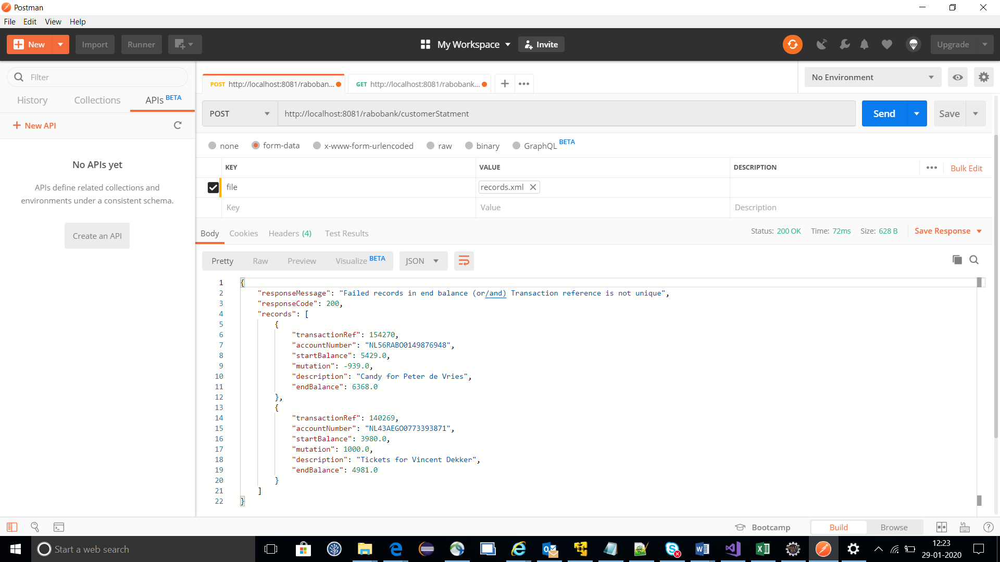 Postman
File Edit View Help
New Import Runner My Workspace Invite Upgrade
Filter
History Collections APIs BETA
New API
No APIs yet
APIs define related collections and
environments under a consistent schema.
Create an API
POST http://localhost:8081/raboban... GET http://localhost:8081/rabobank... No Environment
POST http://localhost:8081/rabobank/customerStatment Send Save
none form-data x-www-form-urlencoded raw binary GraphQL BETA
KEY VALUE DESCRIPTION Bulk Edit
file records.xml
Key Value Description
Body Cookies Headers (4) Test Results Status: 200 OK Time: 72ms Size: 628 B Save Response
Pretty Raw Preview Visualize BETA JSON
1 {
2 "responseMessage": "Failed records in end balance (or/and) Transaction reference is not unique",
3 "responseCode": 200,
4 "records": [
5 {
6 "transactionRef": 154270,
7 "accountNumber": "NL56RABO0149876948",
8 "startBalance": 5429.0,
9 "mutation": -939.0,
10 "description": "Candy for Peter de Vries",
11 "endBalance": 6368.0
12 },
13 {
14 "transactionRef": 140269,
15 "accountNumber": "NL43AEGO0773393871",
16 "startBalance": 3980.0,
17 "mutation": 1000.0,
18 "description": "Tickets for Vincent Dekker",
19 "endBalance": 4981.0
20 }
21 ]
22 }
Bootcamp Build Browse
Start a web search
12:23
29-01-2020